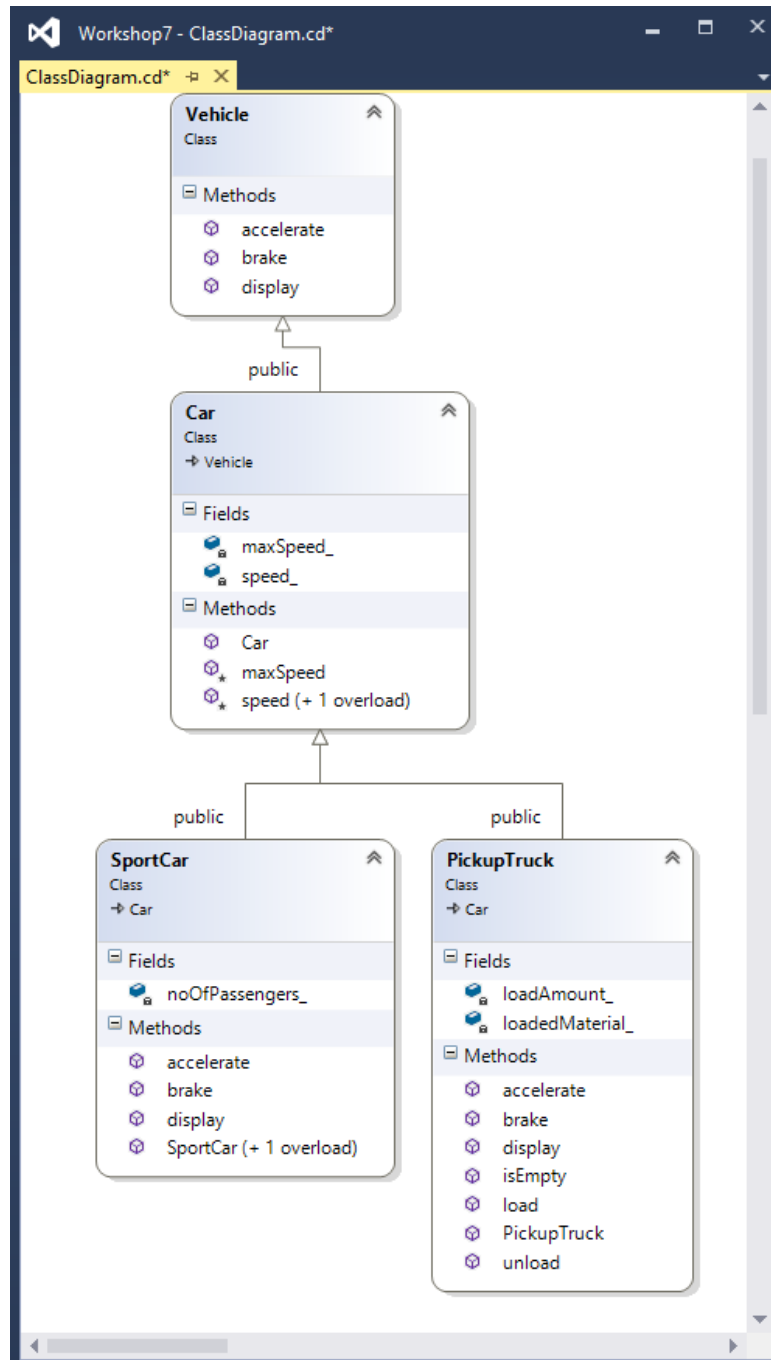 Workshop7 - ClassDiagram.cd*
ClassDiagram.cd*
Vehicle
Class
Methods
accelerate
brake
display
public
Car
Class
Vehicle
Fields
maxSpeed_
speed_
Methods
Car
maxSpeed
speed (+ 1 overload)
public
public
SportCar
Class
Car
Fields
noOfPassengers_
Methods
accelerate
brake
display
SportCar (+ 1 overload)
PickupTruck
Class
Car
Fields
loadAmount_
loadedMaterial_
Methods
accelerate
brake
display
isEmpty
load
PickupTruck
unload